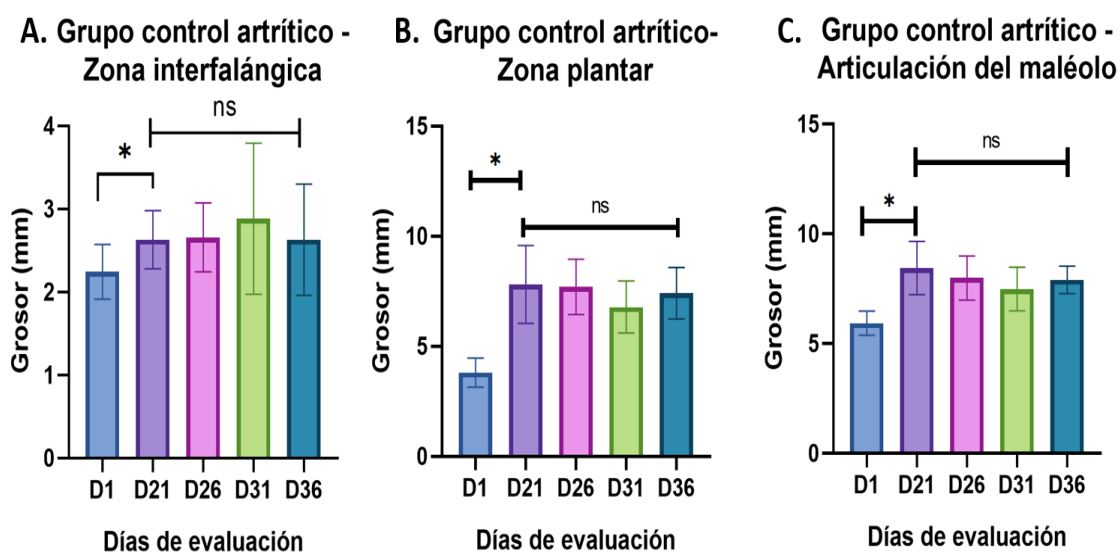 A. Grupo control artrítico -
Zona interfalángica
ns
*
4
3
2
1
0
Grosor (mm)
D1 D21 D26 D31 D36
Días de evaluación
B. Grupo control artrítico-
Zona plantar
*
ns
15
10
5
0
Grosor (mm)
D1 D21 D26 D31 D36
Días de evaluación
C. Grupo control artrítico -
Articulación del maléolo
ns
*
15
10
5
0
Grosor (mm)
D1 D21 D26 D31 D36
Días de evaluación